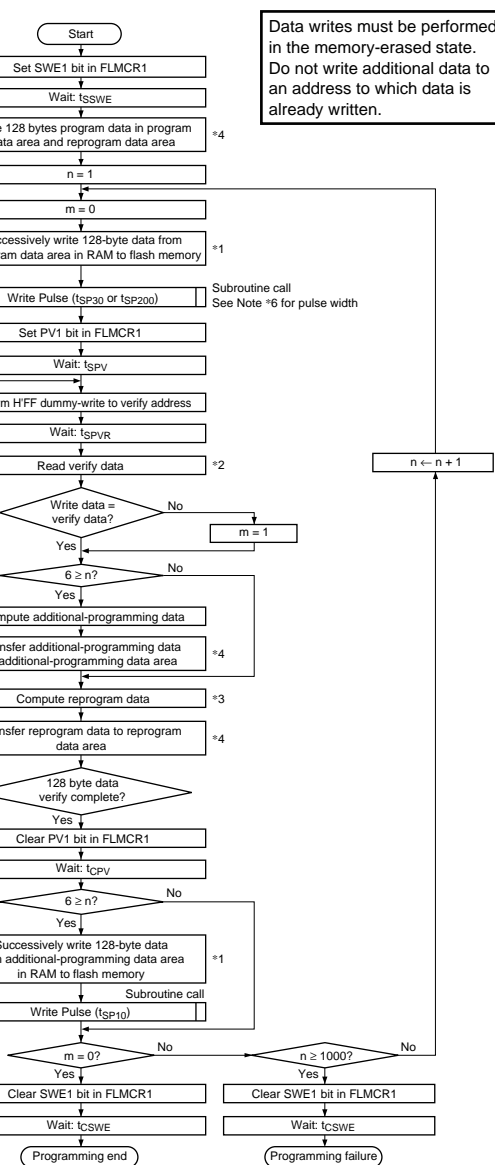 Start
Data writes must be performed
in the memory-erased state.
Do not write additional data to
an address to which data is
already written.
Set SWE1 bit in FLMCR1
Wait: tSSWE
128 bytes program data in program
area and reprogram data area
*4
n = 1
m = 0
write 128-byte data from
data area in RAM to flash memory
*1
Write Pulse (tSP30 or tSP200)
Subroutine call
See Note *6 for pulse width
Set PV1 bit in FLMCR1
Wait: tSPV
H'FF dummy-write to verify address
Wait: tSPVR
Read verify data
*2
n ← n + 1
Write data =
verify data?
No
m = 1
Yes
6 ≥ n?
No
Yes
additional-programming data
additional-programming data
additional-programming data area
*4
Compute reprogram data
*3
reprogram data to reprogram
data area
*4
128 byte data
verify complete?
Yes
Clear PV1 bit in FLMCR1
Wait: tCPV
6 ≥ n?
No
Yes
Successively write 128-byte data
additional-programming data area
in RAM to flash memory
*1
Subroutine call
Write Pulse (tSP10)
m = 0?
No
n ≥ 1000?
No
Yes
Yes
Clear SWE1 bit in FLMCR1
Clear SWE1 bit in FLMCR1
Wait: tCSWE
Wait: tCSWE
Programming end
Programming failure